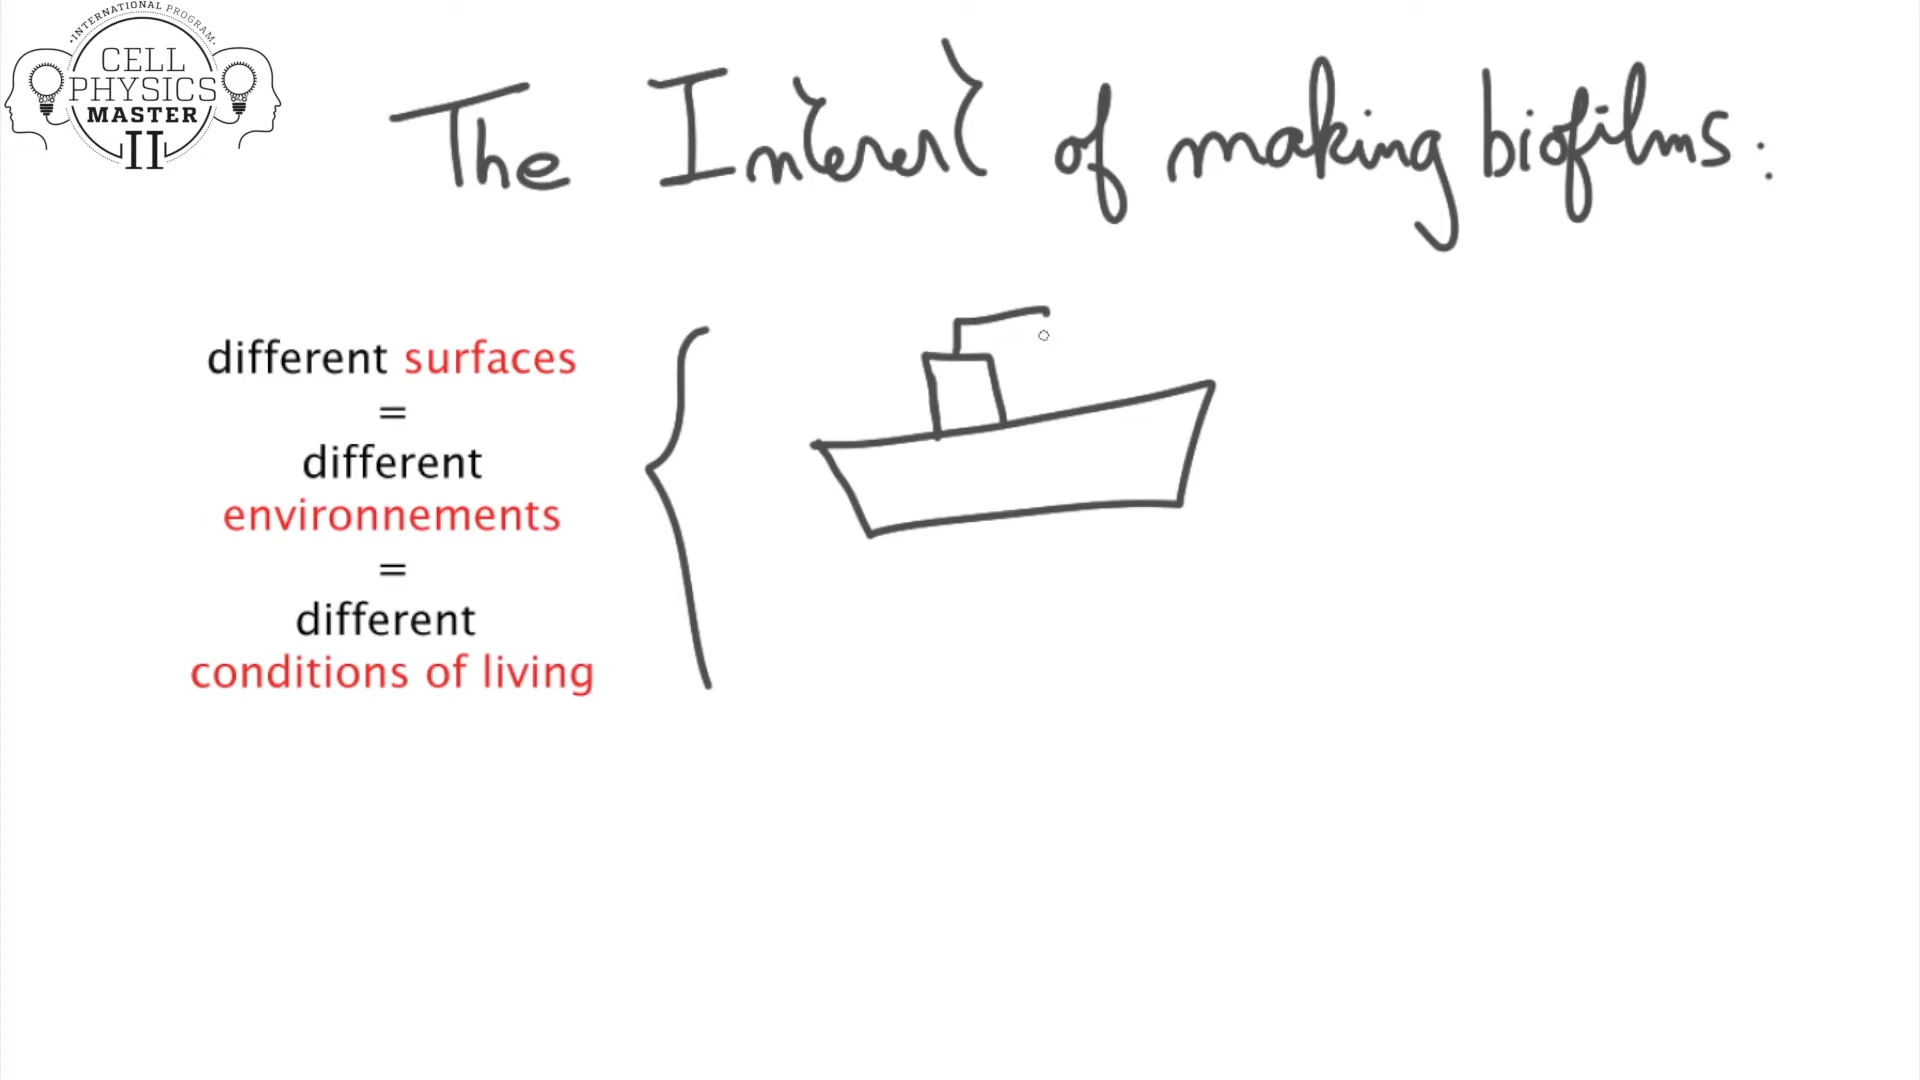 ·INTERNATIONAL PROGRAM·
CELL
PHYSICS
MASTER
II
The Interest of making biofilms :
different surfaces
=
different
environnements
=
different
conditions of living